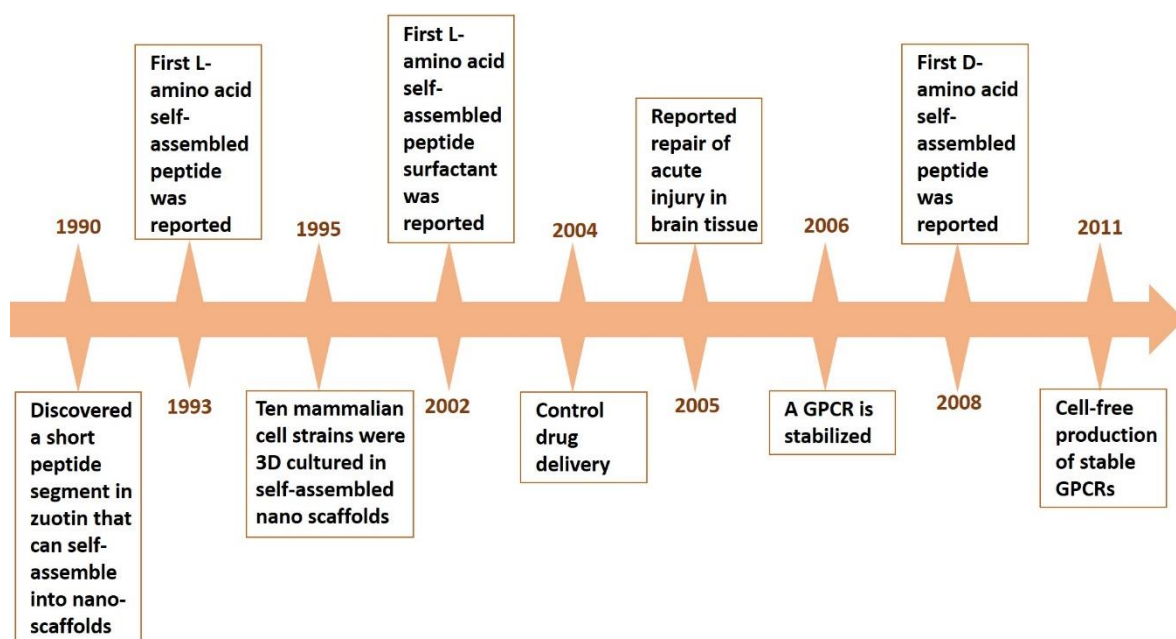 1990
Discovered
a short
peptide
segment in
zuotin that
can self-
assemble
into nano-
scaffolds
First L-
amino acid
self-
assembled
peptide
was
reported
1993
1995
Ten mammalian
cell strains were
3D cultured in
self-assembled
nano scaffolds
First L-
amino acid
self-
assembled
peptide
surfactant
was
reported
2002
2004
Control
drug
delivery
Reported
repair of
acute
injury in
brain tissue
2005
2006
A GPCR is
stabilized
First D-
amino acid
self-
assembled
peptide
was
reported
2008
2011
Cell-free
production
of stable
GPCRs